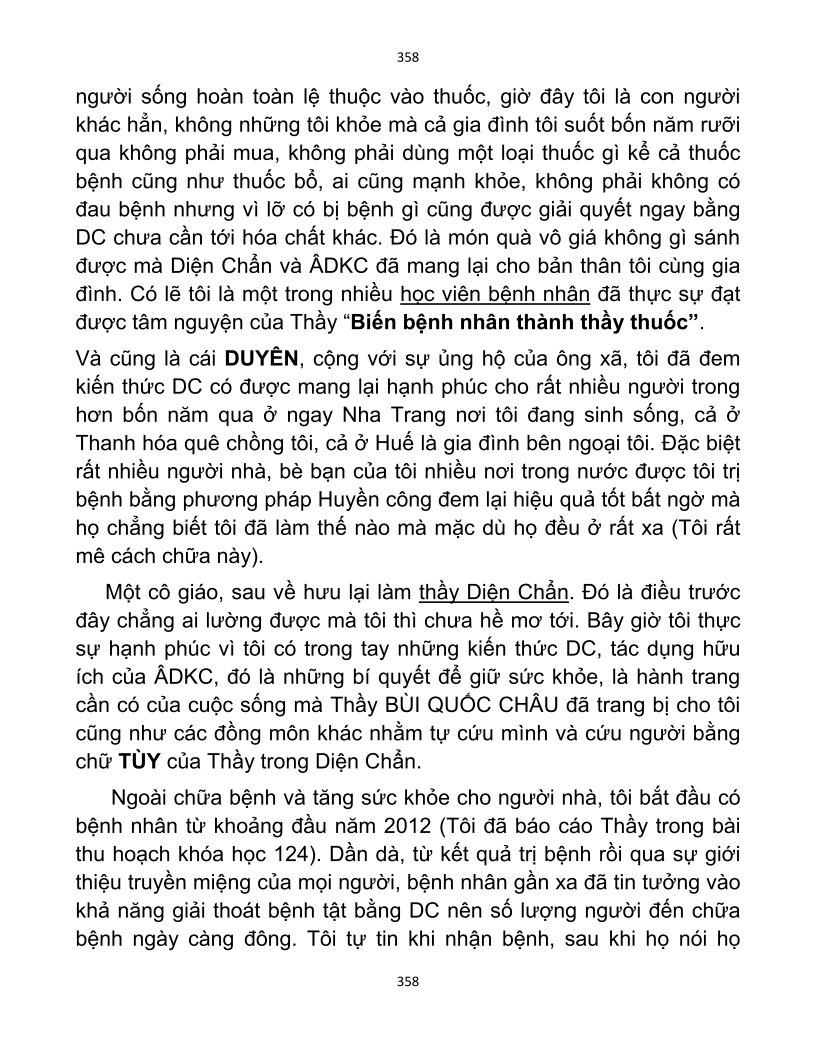 358
người sống hoàn toàn lệ thuộc vào thuốc, giờ đây tôi là con người
khác hẳn, không những tôi khỏe mà cả gia đình tôi suốt bốn năm rưỡi
qua không phải mua, không phải dùng một loại thuốc gì kể cả thuốc
bệnh cũng như thuốc bổ, ai cũng mạnh khỏe, không phải không có
đau bệnh nhưng vì lỡ có bị bệnh gì cũng được giải quyết ngay bằng
DC chưa cần tới hóa chất khác. Đó là món quà vô giá không gì sánh
được mà Diện Chẩn và ÂDKC đã mang lại cho bản thân tôi cùng gia
đình. Có lẽ tôi là một trong nhiều học viên bệnh nhân đã thực sự đạt
được tâm nguyện của Thầy “Biến bệnh nhân thành thầy thuốc”.
Và cũng là cái DUYÊN, cộng với sự ủng hộ của ông xã, tôi đã đem
kiến thức DC có được mang lại hạnh phúc cho rất nhiều người trong
hơn bốn năm qua ở ngay Nha Trang nơi tôi đang sinh sống, cả ở
Thanh hóa quê chồng tôi, cả ở Huế là gia đình bên ngoại tôi. Đặc biệt
rất nhiều người nhà, bè bạn của tôi nhiều nơi trong nước được tôi trị
bệnh bằng phương pháp Huyền công đem lại hiệu quả tốt bất ngờ mà
họ chẳng biết tôi đã làm thế nào mà mặc dù họ đều ở rất xa (Tôi rất
mê cách chữa này).
Một cô giáo, sau về hưu lại làm thầy Diện Chẩn. Đó là điều trước
đây chẳng ai lường được mà tôi thì chưa hề mơ tới. Bây giờ tôi thực
sự hạnh phúc vì tôi có trong tay những kiến thức DC, tác dụng hữu
ích của ÂDKC, đó là những bí quyết để giữ sức khỏe, là hành trang
cần có của cuộc sống mà Thầy BÙI QUỐC CHÂU đã trang bị cho tôi
cũng như các đồng môn khác nhằm tự cứu mình và cứu người bằng
chữ TÙY của Thầy trong Diện Chẩn.
Ngoài chữa bệnh và tăng sức khỏe cho người nhà, tôi bắt đầu có
bệnh nhân từ khoảng đầu năm 2012 (Tôi đã báo cáo Thầy trong bài
thu hoạch khóa học 124). Dần dà, từ kết quả trị bệnh rồi qua sự giới
thiệu truyền miệng của mọi người, bệnh nhân gần xa đã tin tưởng vào
khả năng giải thoát bệnh tật bằng DC nên số lượng người đến chữa
bệnh ngày càng đông. Tôi tự tin khi nhận bệnh, sau khi họ nói họ
358